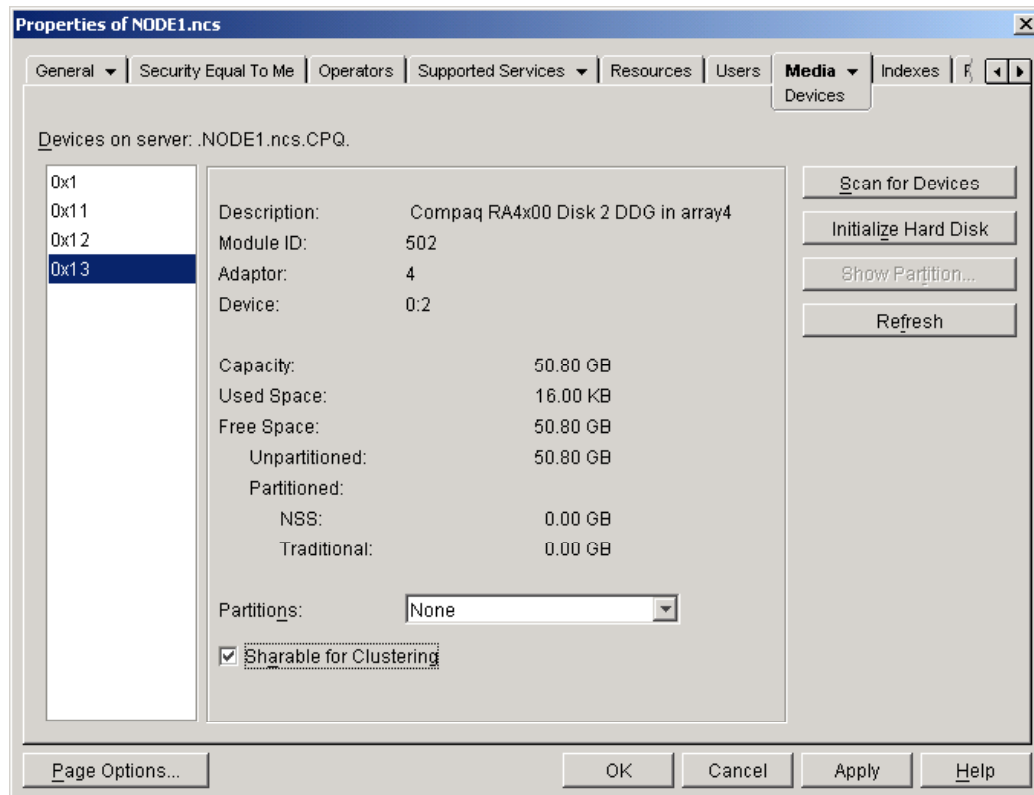 Properties of NODE1.ncs
General Security Equal To Me Operators Supported Services Resources Users Media Indexes
Devices
Devices on server: .NODE1.ncs.CPQ.
0x1
0x11
0x12
0x13
Description: Compaq RA4x00 Disk 2 DDG in array4
Module ID: 502
Adaptor: 4
Device: 0:2
Capacity: 50.80 GB
Used Space: 16.00 KB
Free Space: 50.80 GB
Unpartitioned: 50.80 GB
Partitioned:
NSS: 0.00 GB
Traditional: 0.00 GB
Partitions: None
Sharable for Clustering
Scan for Devices
Initialize Hard Disk
Show Partition...
Refresh
Page Options... OK Cancel Apply Help